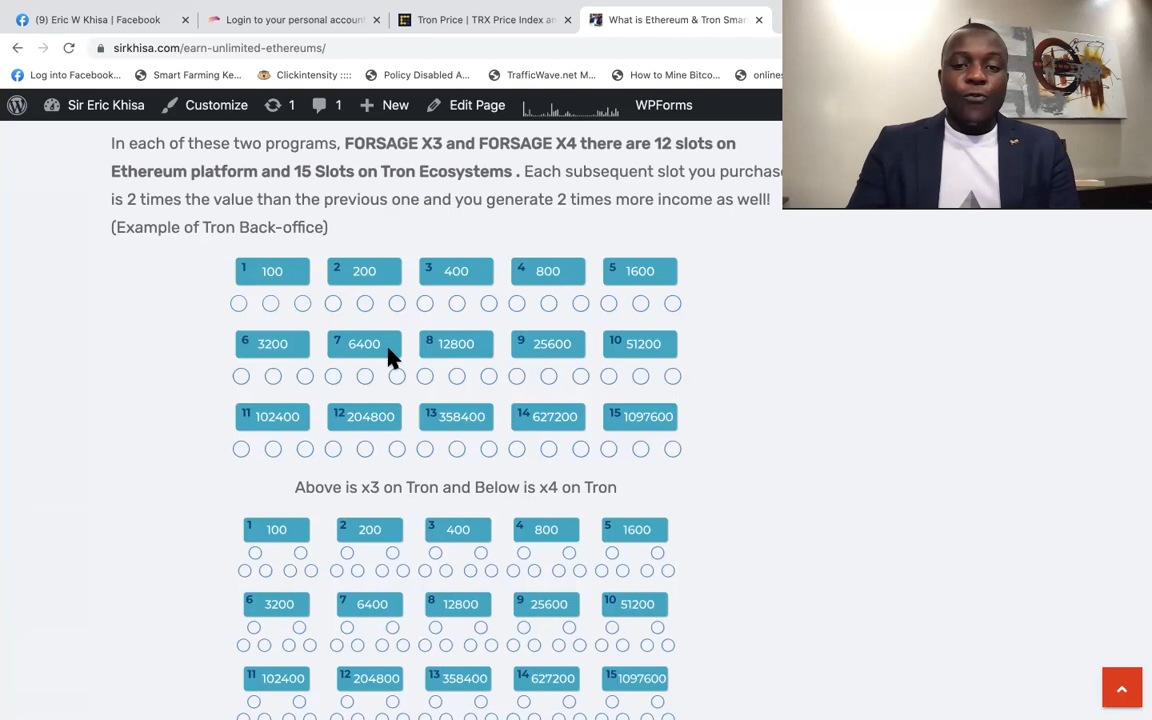 (9) Eric W Khisa | Facebook
Login to your personal accoun
Tron Price | TRX Price Index an
What is Ethereum & Tron Smar
sirkhisa.com/earn-unlimited-ethereums/
Log into Facebook...
Smart Farming Ke...
Clickintensity ::::
Policy Disabled A...
TrafficWave.net M...
How to Mine Bitco...
onlines
Sir Eric Khisa
Customize
1
1
New
Edit Page
WPForms
In each of these two programs, FORSAGE X3 and FORSAGE X4 there are 12 slots on
Ethereum platform and 15 Slots on Tron Ecosystems . Each subsequent slot you purchase
is 2 times the value than the previous one and you generate 2 times more income as well!
(Example of Tron Back-office)
1 100 2 200 3 400 4 800 5 1600
6 3200 7 6400 8 12800 9 25600 10 51200
11 102400 12 204800 13 358400 14 627200 15 1097600
Above is x3 on Tron and Below is x4 on Tron
1 100 2 200 3 400 4 800 5 1600
6 3200 7 6400 8 12800 9 25600 10 51200
11 102400 12 204800 13 358400 14 627200 15 1097600